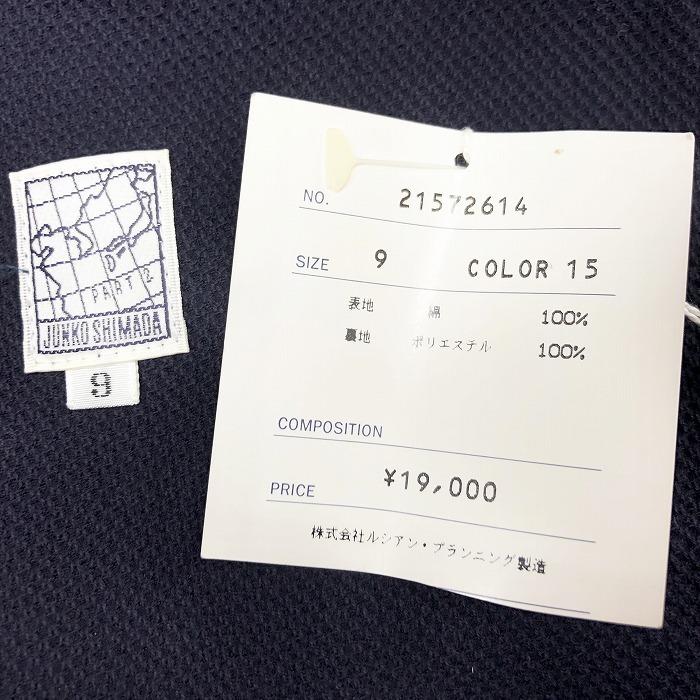 PART 2
JUNKO SHIMADA
9
NO. 21572614
SIZE 9 COLOR 15
表地 綿 100%
裏地 ポリエステル 100%
COMPOSITION
PRICE ¥19,000
株式会社ルシアン・プランニング製造